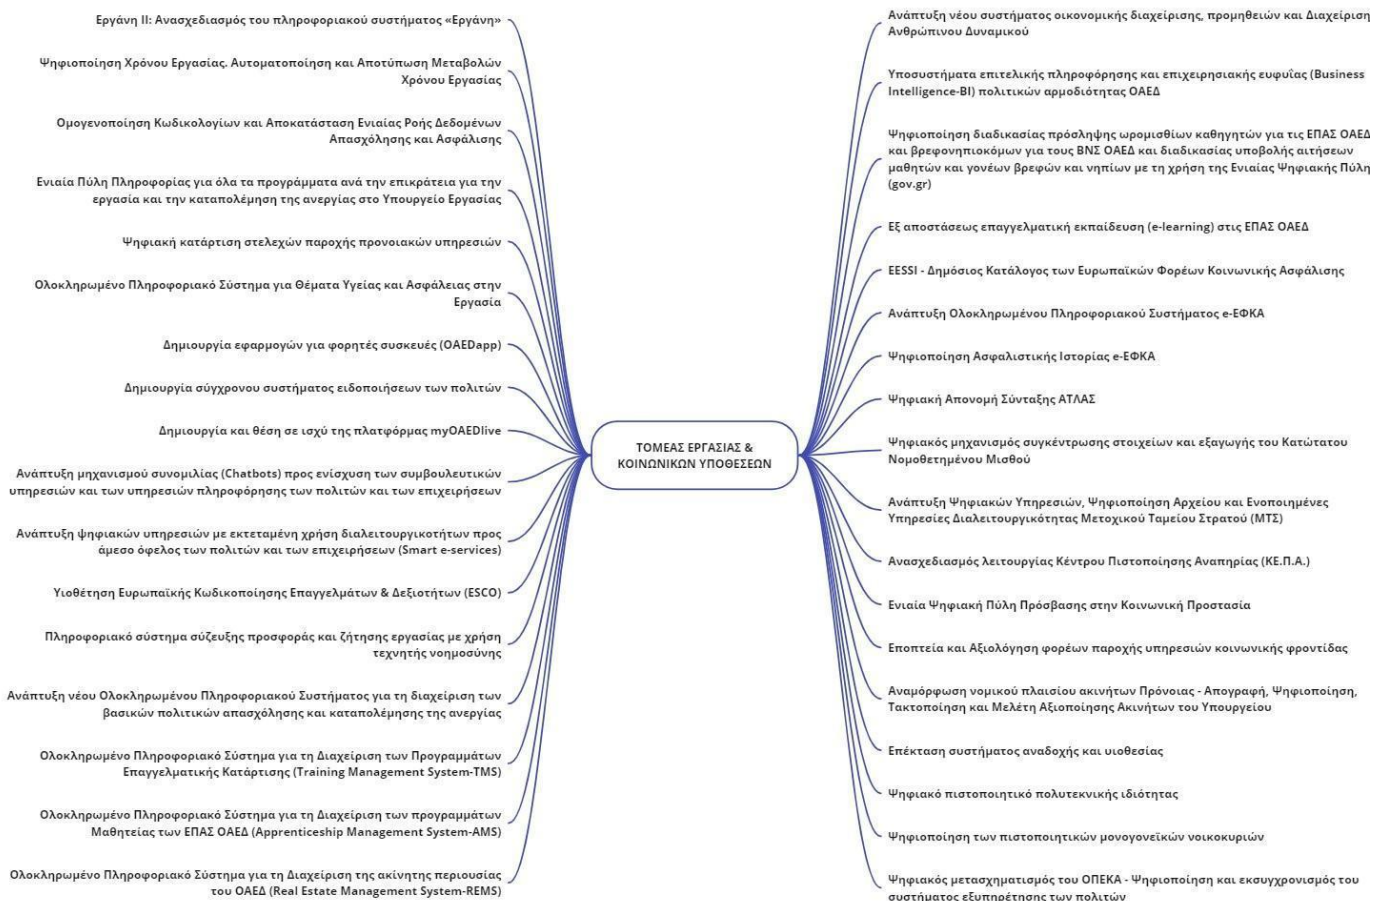 Εργάνη ΙΙ: Ανασχεδιασμός του πληροφοριακού συστήματος «Εργάνη»
Ψηφιοποίηση Χρόνου Εργασίας. Αυτοματοποίηση και Αποτύπωση Μεταβολών
Χρόνου Εργασίας
Ομογενοποίηση Κωδικολογίων και Αποκατάσταση Ενιαίας Ροής Δεδομένων
Απασχόλησης και Ασφάλισης
Ενιαία Πύλη Πληροφορίας για όλα τα προγράμματα ανά την επικράτεια για την
εργασία και την καταπολέμηση της ανεργίας στο Υπουργείο Εργασίας
Ψηφιακή κατάρτιση στελεχών παροχής προνοιακών υπηρεσιών
Ολοκληρωμένο Πληροφοριακό Σύστημα για Θέματα Υγείας και Ασφάλειας στην
Εργασία
Δημιουργία εφαρμογών για φορητές συσκευές (OAEDapp)
Δημιουργία σύγχρονου συστήματος ειδοποιήσεων των πολιτών
Δημιουργία και θέση σε ισχύ της πλατφόρμας myOAEDlive
Ανάπτυξη μηχανισμού συνομιλίας (Chatbots) προς ενίσχυση των συμβουλευτικών
υπηρεσιών και των υπηρεσιών πληροφόρησης των πολιτών και των επιχειρήσεων
Ανάπτυξη ψηφιακών υπηρεσιών με εκτεταμένη χρήση διαλειτουργικοτήτων προς
άμεσο όφελος των πολιτών και των επιχειρήσεων (Smart e-services)
Υιοθέτηση Ευρωπαϊκής Κωδικοποίησης Επαγγελμάτων & Δεξιοτήτων (ESCO)
Πληροφοριακό σύστημα σύζευξης προσφοράς και ζήτησης εργασίας με χρήση
τεχνητής νοημοσύνης
Ανάπτυξη νέου Ολοκληρωμένου Πληροφοριακού Συστήματος για τη διαχείριση των
βασικών πολιτικών απασχόλησης και καταπολέμησης της ανεργίας
Ολοκληρωμένο Πληροφοριακό Σύστημα για τη Διαχείριση των Προγραμμάτων
Επαγγελματικής Κατάρτισης (Training Management System-TMS)
Ολοκληρωμένο Πληροφοριακό Σύστημα για τη Διαχείριση των προγραμμάτων
Μαθητείας των ΕΠΑΣ ΟΑΕΔ (Apprenticeship Management System-AMS)
Ολοκληρωμένο Πληροφοριακό Σύστημα για τη Διαχείριση της ακίνητης περιουσίας
του ΟΑΕΔ (Real Estate Management System-REMS)
ΤΟΜΕΑΣ ΕΡΓΑΣΙΑΣ &
ΚΟΙΝΩΝΙΚΩΝ ΥΠΟΘΕΣΕΩΝ
Ανάπτυξη νέου συστήματος οικονομικής διαχείρισης, προμηθειών και Διαχείριση
Ανθρώπινου Δυναμικού
Υποσυστήματα επιτελικής πληροφόρησης και επιχειρησιακής ευφυΐας (Business
Intelligence-BI) πολιτικών αρμοδιότητας ΟΑΕΔ
Ψηφιοποίηση διαδικασίας πρόσληψης ωρομισθίων καθηγητών για τις ΕΠΑΣ ΟΑΕΔ
και βρεφονηπιοκόμων για τους ΒΝΣ ΟΑΕΔ και διαδικασίας υποβολής αιτήσεων
μαθητών και γονέων βρεφών και νηπίων με τη χρήση της Ενιαίας Ψηφιακής Πύλη
(gov.gr)
Εξ αποστάσεως επαγγελματική εκπαίδευση (e-learning) στις ΕΠΑΣ ΟΑΕΔ
EESSI - Δημόσιος Κατάλογος των Ευρωπαϊκών Φορέων Κοινωνικής Ασφάλισης
Ανάπτυξη Ολοκληρωμένου Πληροφοριακού Συστήματος e-ΕΦΚΑ
Ψηφιοποίηση Ασφαλιστικής Ιστορίας e-ΕΦΚΑ
Ψηφιακή Απονομή Σύνταξης ΑΤΛΑΣ
Ψηφιακός μηχανισμός συγκέντρωσης στοιχείων και εξαγωγής του Κατώτατου
Νομοθετημένου Μισθού
Ανάπτυξη Ψηφιακών Υπηρεσιών, Ψηφιοποίηση Αρχείου και Ενοποιημένες
Υπηρεσίες Διαλειτουργικότητας Μετοχικού Ταμείου Στρατού (ΜΤΣ)
Ανασχεδιασμός λειτουργίας Κέντρου Πιστοποίησης Αναπηρίας (ΚΕ.Π.Α.)
Ενιαία Ψηφιακή Πύλη Πρόσβασης στην Κοινωνική Προστασία
Εποπτεία και Αξιολόγηση φορέων παροχής υπηρεσιών κοινωνικής φροντίδας
Αναμόρφωση νομικού πλαισίου ακινήτων Πρόνοιας - Απογραφή, Ψηφιοποίηση,
Τακτοποίηση και Μελέτη Αξιοποίησης Ακινήτων του Υπουργείου
Επέκταση συστήματος αναδοχής και υιοθεσίας
Ψηφιακό πιστοποιητικό πολυτεκνικής ιδιότητας
Ψηφιοποίηση των πιστοποιητικών μονογονεϊκών νοικοκυριών
Ψηφιακός μετασχηματισμός του ΟΠΕΚΑ - Ψηφιοποίηση και εκσυγχρονισμός του
συστήματος εξυπηρέτησης των πολιτών